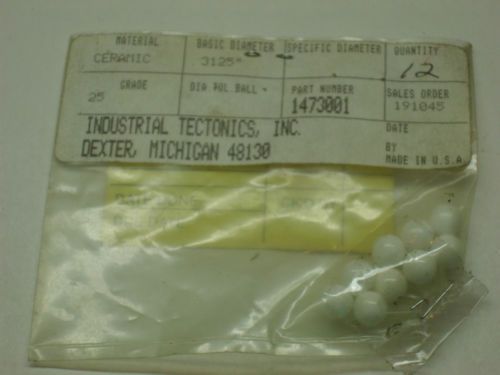 MATERIAL BASIC DIAMETER SPECIFIC DIAMETER QUANTITY
CERAMIC 3125" 12
GRADE DIA. TOL. BALL PART NUMBER SALES ORDER
25 1473001 191045
INDUSTRIAL TECTONICS, INC. DATE
DEXTER, MICHIGAN 48130 BY
MADE IN U.S.A.